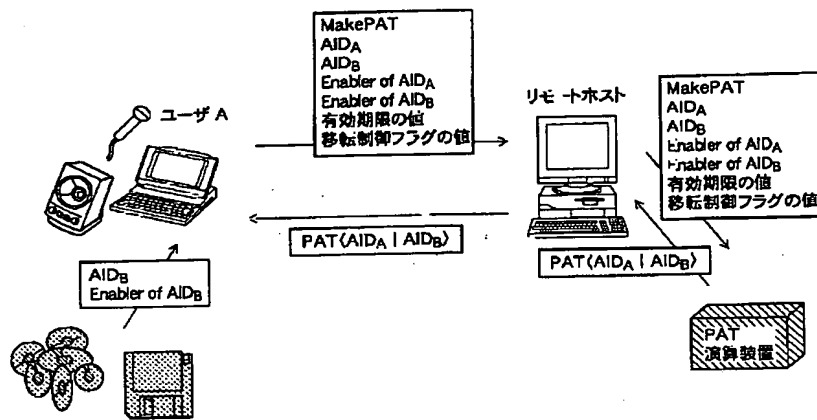 MakePAT
AIDA
AIDB
Enabler of AIDA
Enabler of AIDB
有効期限の値
移転制御フラグの値
ユーザ A
リモートホスト
MakePAT
AIDA
AIDB
Enabler of AIDA
Enabler of AIDB
有効期限の値
移転制御フラグの値
PAT〈AIDA | AIDB〉
PAT〈AIDA | AIDB〉
AIDB
Enabler of AIDB
PAT
演算装置